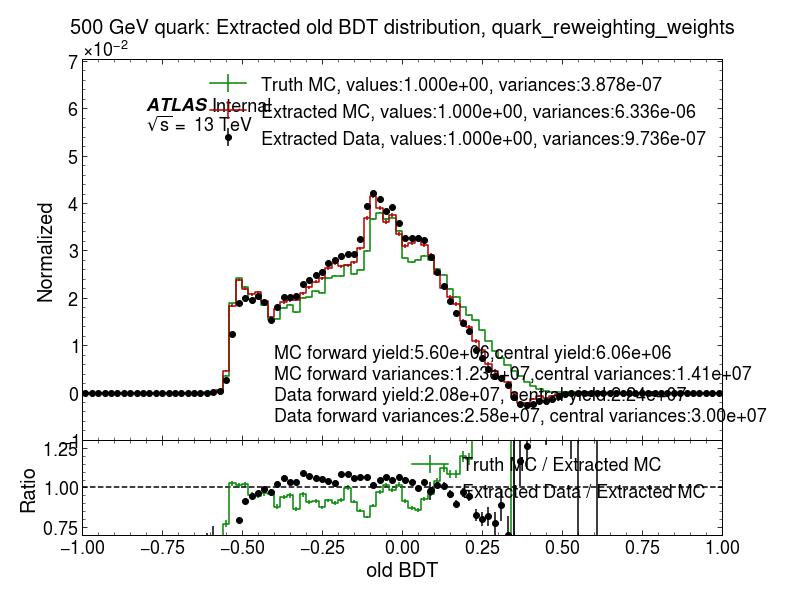 500 GeV quark: Extracted old BDT distribution, quark_reweighting_weights
×10⁻²
7
6
5
4
3
2
1
0
−1
Normalized
Truth MC, values:1.000e+00, variances:3.878e-07
ATLAS Internal
Extracted MC, values:1.000e+00, variances:6.336e-06
√s = 13 TeV
Extracted Data, values:1.000e+00, variances:9.736e-07
MC forward yield:5.60e+06,central yield:6.06e+06
MC forward variances:1.23e+07, central variances:1.41e+07
Data forward yield:2.08e+07, central yield:2.24e+07
Data forward variances:2.58e+07, central variances:3.00e+07
1.25
1.00
0.75
Ratio
Truth MC / Extracted MC
Extracted Data / Extracted MC
−1.00 −0.75 −0.50 −0.25 0.00 0.25 0.50 0.75 1.00
old BDT